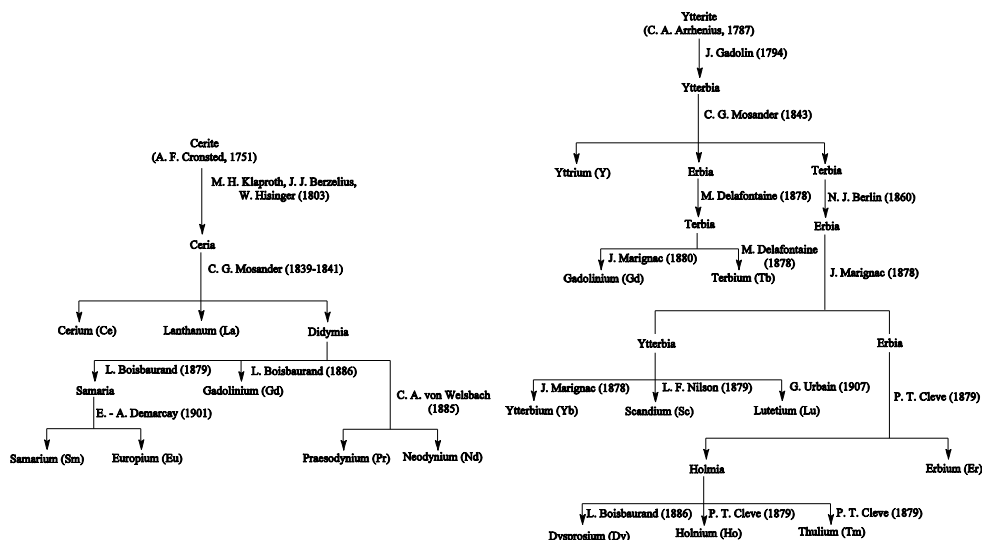 Cerite
(A. F. Cronsted, 1751)
M. H. Klaproth, J. J. Berzelius,
W. Hisinger (1803)
Ceria
C. G. Mosander (1839-1841)
Cerium (Ce)
Lanthanum (La)
Didymia
L. Boisbaurand (1879)
L. Boisbaurand (1886)
Samaria
Gadolinium (Gd)
C. A. von Welsbach
(1885)
E. - A. Demarcay (1901)
Samarium (Sm)
Europium (Eu)
Praesodynium (Pr)
Neodynium (Nd)
Ytterite
(C. A. Arrhenius, 1787)
J. Gadolin (1794)
Ytterbia
C. G. Mosander (1843)
Yttrium (Y)
Erbia
Terbia
M. Delafontaine (1878)
N. J. Berlin (1860)
Terbia
Erbia
J. Marignac (1880)
M. Delafontaine
(1878)
Gadolinium (Gd)
Terbium (Tb)
J. Marignac (1878)
Ytterbia
Erbia
J. Marignac (1878)
L. F. Nilson (1879)
G. Urbain (1907)
Ytterbium (Yb)
Scandium (Sc)
Lutetium (Lu)
P. T. Cleve (1879)
Holmia
Erbium (Er)
L. Boisbaurand (1886)
P. T. Cleve (1879)
P. T. Cleve (1879)
Dysprosium (Dy)
Holnium (Ho)
Thulium (Tm)